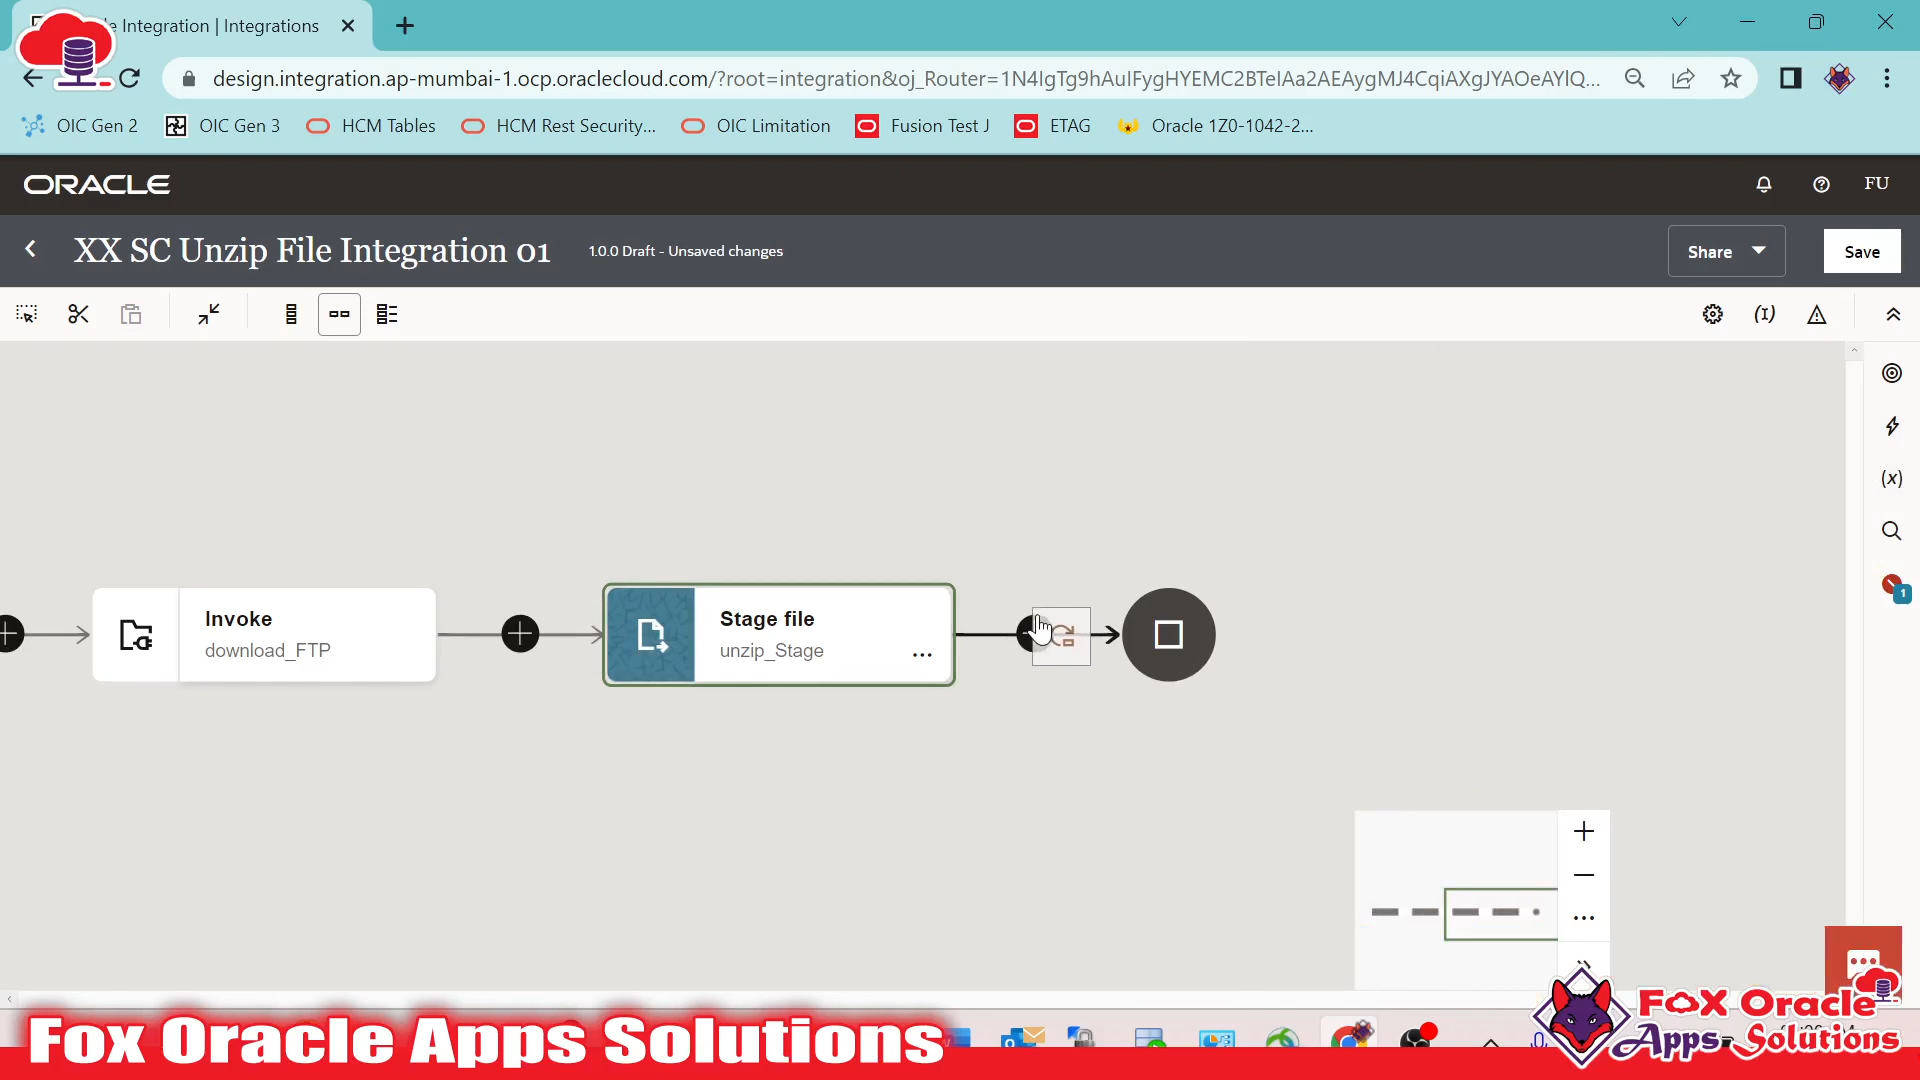 e Integration | Integrations
design.integration.ap-mumbai-1.ocp.oraclecloud.com/?root=integration&oj_Router=1N4IgTg9hAuIFygHYEMC2BTeIAa2AEAygMJ4CqiAXgJYAOeAYIQ...
OIC Gen 2
OIC Gen 3
HCM Tables
HCM Rest Security...
OIC Limitation
Fusion Test J
ETAG
Oracle 1Z0-1042-2...
ORACLE
FU
XX SC Unzip File Integration 01
1.0.0 Draft - Unsaved changes
Share
Save
(I)
(x)
1
Invoke
download_FTP
Stage file
unzip_Stage
Fox Oracle Apps Solutions
Fox Oracle
Apps Solutions